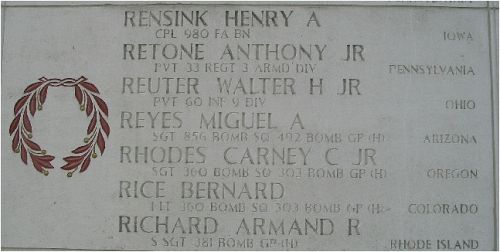 RENSINK HENRY A
CPL 980 FA BN IOWA
RETONE ANTHONY JR
PVT 33 REGT 3 ARMD DIV PENNSYLVANIA
REUTER WALTER H JR
PVT 60 INF 9 DIV OHIO
REYES MIGUEL A
SGT 856 BOMB SQ 492 BOMB GP (H) ARIZONA
RHODES CARNEY C JR
SGT 360 BOMB SQ 303 BOMB GP (H) OREGON
RICE BERNARD
1 LT 360 BOMB SQ 303 BOMB GP (H) COLORADO
RICHARD ARMAND R
S SGT 381 BOMB GP (H) RHODE ISLAND